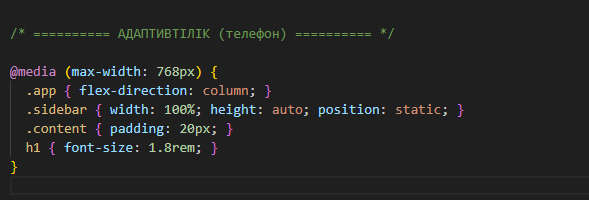 /* ========== АДАПТИВТІЛІК (телефон) ========== */
@media (max-width: 768px) {
.app { flex-direction: column; }
.sidebar { width: 100%; height: auto; position: static; }
.content { padding: 20px; }
h1 { font-size: 1.8rem; }
}